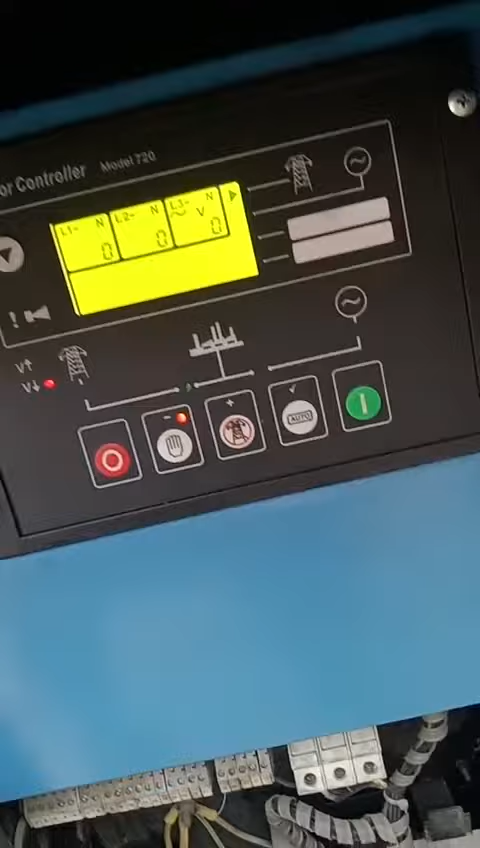 or Controller Model 720
L1- N L2- N L3- N
V
0 0 0
V↑
V↓
- + ✓
AUTO